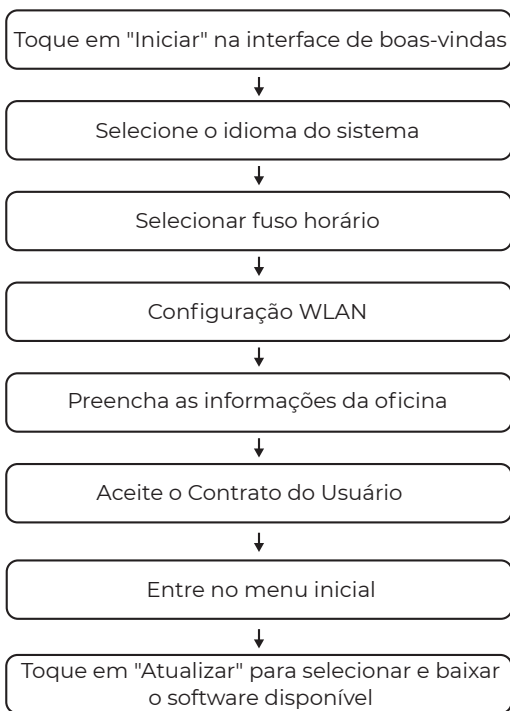 Toque em "Iniciar" na interface de boas-vindas
Selecione o idioma do sistema
Selecionar fuso horário
Configuração WLAN
Preencha as informações da oficina
Aceite o Contrato do Usuário
Entre no menu inicial
Toque em "Atualizar" para selecionar e baixar
o software disponível